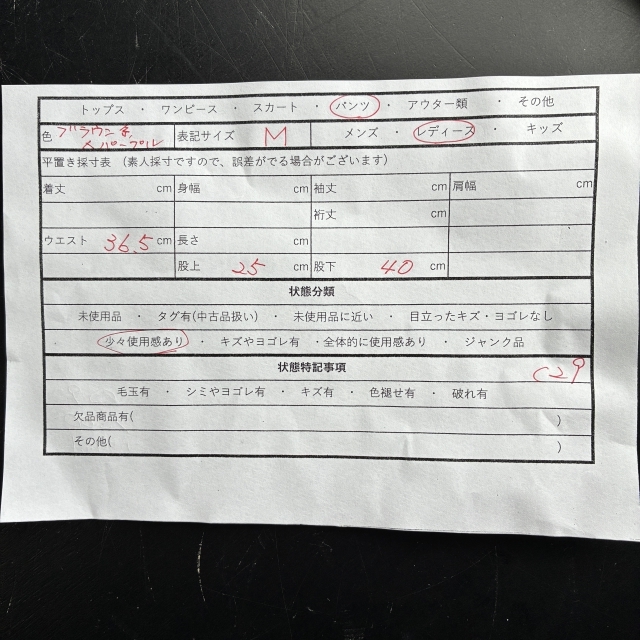 トップス ・ ワンピース ・ スカート ・ パンツ ・ アウター類 ・ その他
色 ブラウン系 表記サイズ M メンズ ・ レディース ・ キッズ
パープル
平置き採寸表 (素人採寸ですので、誤差がでる場合がございます)
着丈 cm 身幅 cm 袖丈 cm 肩幅 cm
裄丈 cm
ウエスト 36.5 cm 長さ cm
股上 25 cm 股下 40 cm
状態分類
未使用品 ・ タグ有(中古品扱い) ・ 未使用品に近い ・ 目立ったキズ・ヨゴレなし
少々使用感あり ・ キズやヨゴレ有 ・全体的に使用感あり ・ ジャンク品
状態特記事項 C29
毛玉有 ・ シミやヨゴレ有 ・ キズ有 ・ 色褪せ有 ・ 破れ有
欠品商品有( )
その他( )